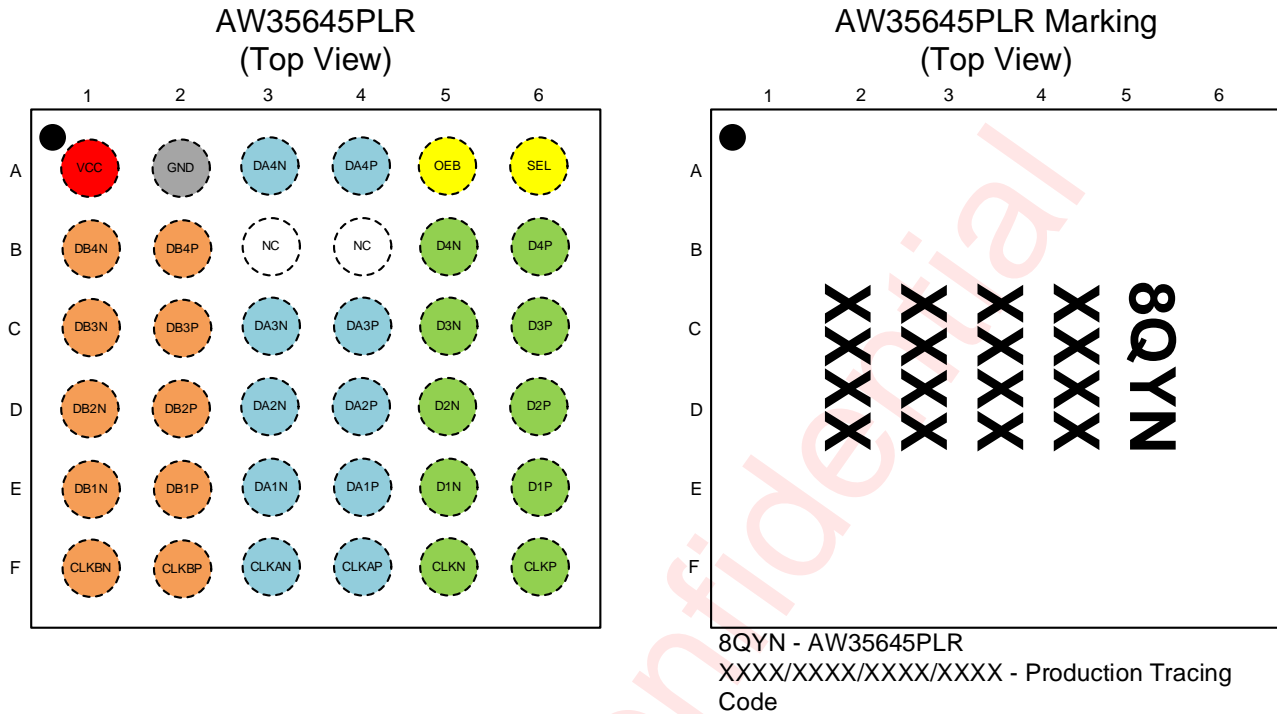 AW35645PLR
(Top View)
1 2 3 4 5 6
A VCC GND DA4N DA4P OEB SEL
B DB4N DB4P NC NC D4N D4P
C DB3N DB3P DA3N DA3P D3N D3P
D DB2N DB2P DA2N DA2P D2N D2P
E DB1N DB1P DA1N DA1P D1N D1P
F CLKBN CLKBP CLKAN CLKAP CLKN CLKP
AW35645PLR Marking
(Top View)
1 2 3 4 5 6
A
B
C
D
E
F
8QYN
XXXX
XXXX
XXXX
XXXX
8QYN - AW35645PLR
XXXX/XXXX/XXXX/XXXX - Production Tracing
Code
nfidential